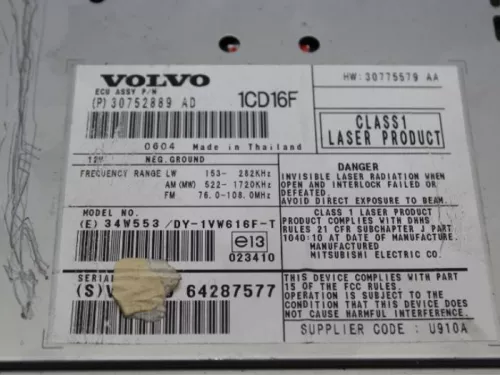 VOLVO
ECU ASSY P/N
(P) 30752889 AD
1CD16F
HW: 30775579 AA
0604 Made in Thailand
CLASS1
LASER PRODUCT
12V NEG.GROUND
FREQUENCY RANGE LW 153- 282KHz
AM(MW) 522-1720KHz
FM 76.0-108.0MHz
DANGER
INVISIBLE LASER RADIATION WHEN
OPEN AND INTERLOCK FAILED OR
DEFEATED.
AVOID DIRECT EXPOSURE TO BEAM.
MODEL NO.
(E) 34W553 /DY-1VW616F-T
e13
023410
CLASS 1 LASER PRODUCT
PRODUCT COMPLIES WITH DHHS
RULES 21 CFR SUBCHAPTER J PART
1040:10 AT DATE OF MANUFACTURE.
MANUFACTURED
MITSUBISHI ELECTRIC CO.
SERIAL
(S)V 64287577
THIS DEVICE COMPLIES WITH PART
15 OF THE FCC RULES.
OPERATION IS SUBJECT TO THE
CONDITION THAT THIS DEVICE DOES
NOT CAUSE HARMFUL INTERFERENCE.
SUPPLIER CODE : U910A